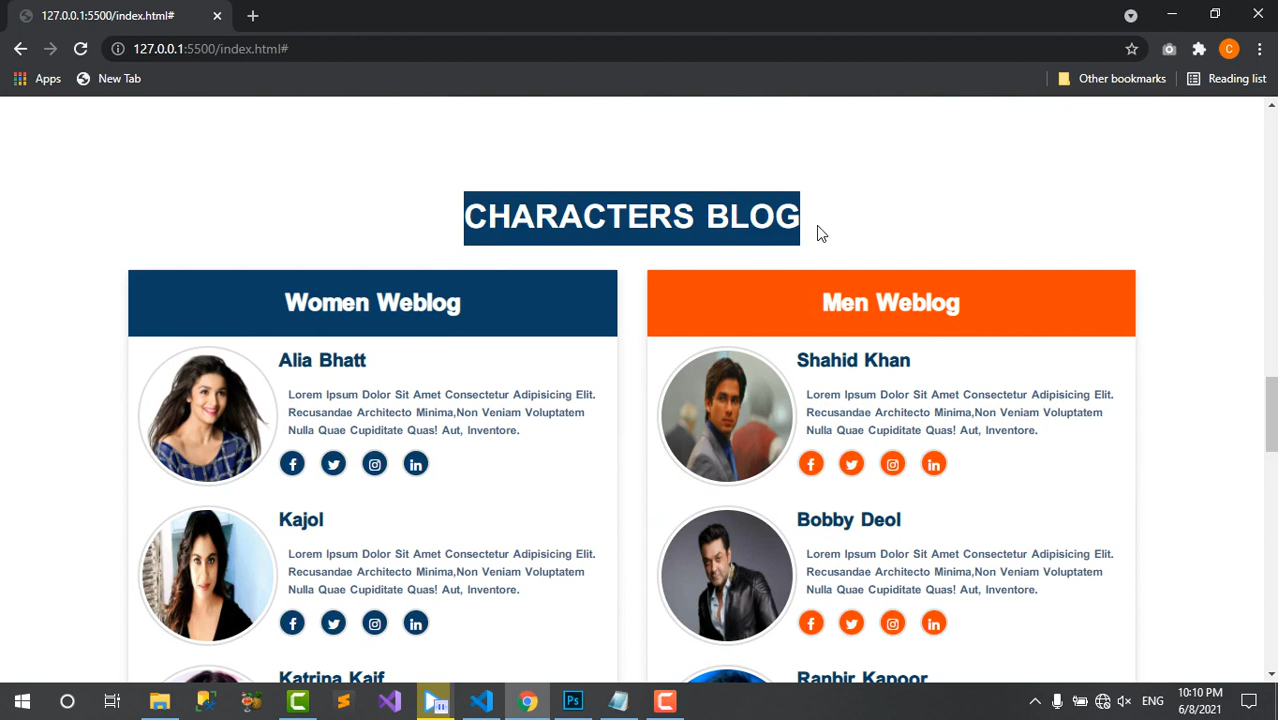 127.0.0.1:5500/index.html#
127.0.0.1:5500/index.html#
C
Apps
New Tab
Other bookmarks
Reading list
CHARACTERS BLOG
Women Weblog
Alia Bhatt
Lorem Ipsum Dolor Sit Amet Consectetur Adipisicing Elit.
Recusandae Architecto Minima,Non Veniam Voluptatem
Nulla Quae Cupiditate Quas! Aut, Inventore.
Kajol
Lorem Ipsum Dolor Sit Amet Consectetur Adipisicing Elit.
Recusandae Architecto Minima,Non Veniam Voluptatem
Nulla Quae Cupiditate Quas! Aut, Inventore.
Katrina Kaif
Men Weblog
Shahid Khan
Lorem Ipsum Dolor Sit Amet Consectetur Adipisicing Elit.
Recusandae Architecto Minima,Non Veniam Voluptatem
Nulla Quae Cupiditate Quas! Aut, Inventore.
Bobby Deol
Lorem Ipsum Dolor Sit Amet Consectetur Adipisicing Elit.
Recusandae Architecto Minima,Non Veniam Voluptatem
Nulla Quae Cupiditate Quas! Aut, Inventore.
Ranbir Kapoor
Ps
ENG
10:10 PM
6/8/2021